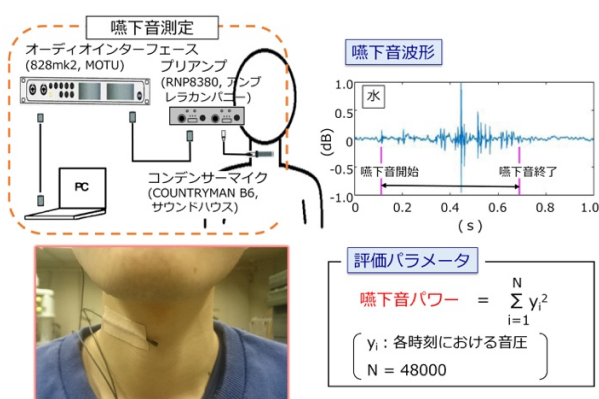 嚥下音測定
オーディオインターフェース
(828mk2, MOTU)
プリアンプ
(RNP8380, アンブ
レラカンパニー)
PC
コンデンサーマイク
(COUNTRYMAN B6,
サウンドハウス)
嚥下音波形
水
(dB)
1.0
0.5
0
-0.5
-1.0
嚥下音開始
嚥下音終了
0
0.2
0.4
0.6
0.8
1.0
(s)
評価パラメータ
嚥下音パワー = N Σ i=1 yi²
yi：各時刻における音圧
N = 48000